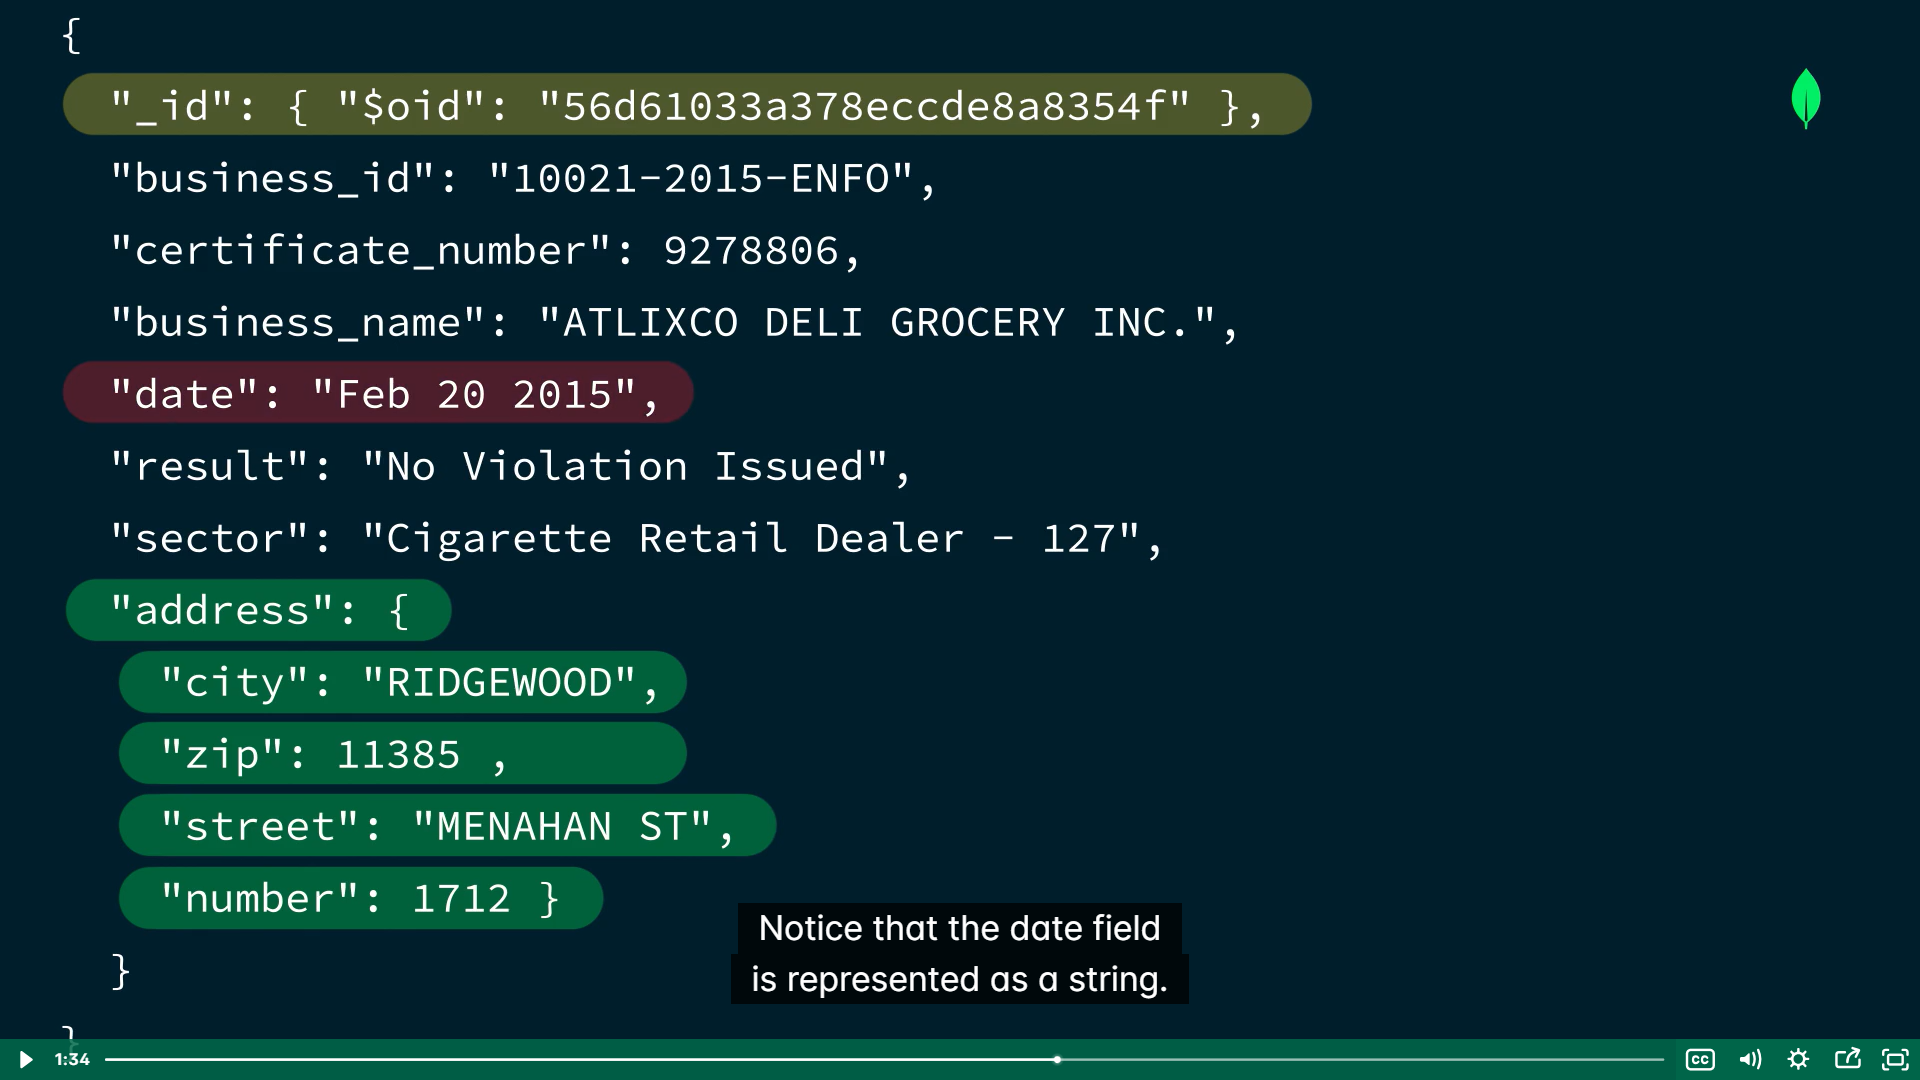 {
"_id": { "$oid": "56d61033a378eccde8a8354f" },
"business_id": "10021-2015-ENFO",
"certificate_number": 9278806,
"business_name": "ATLIXCO DELI GROCERY INC.",
"date": "Feb 20 2015",
"result": "No Violation Issued",
"sector": "Cigarette Retail Dealer - 127",
"address": {
"city": "RIDGEWOOD",
"zip": 11385 ,
"street": "MENAHAN ST",
"number": 1712 }
}
}
Notice that the date field
is represented as a string.
1:34
CC